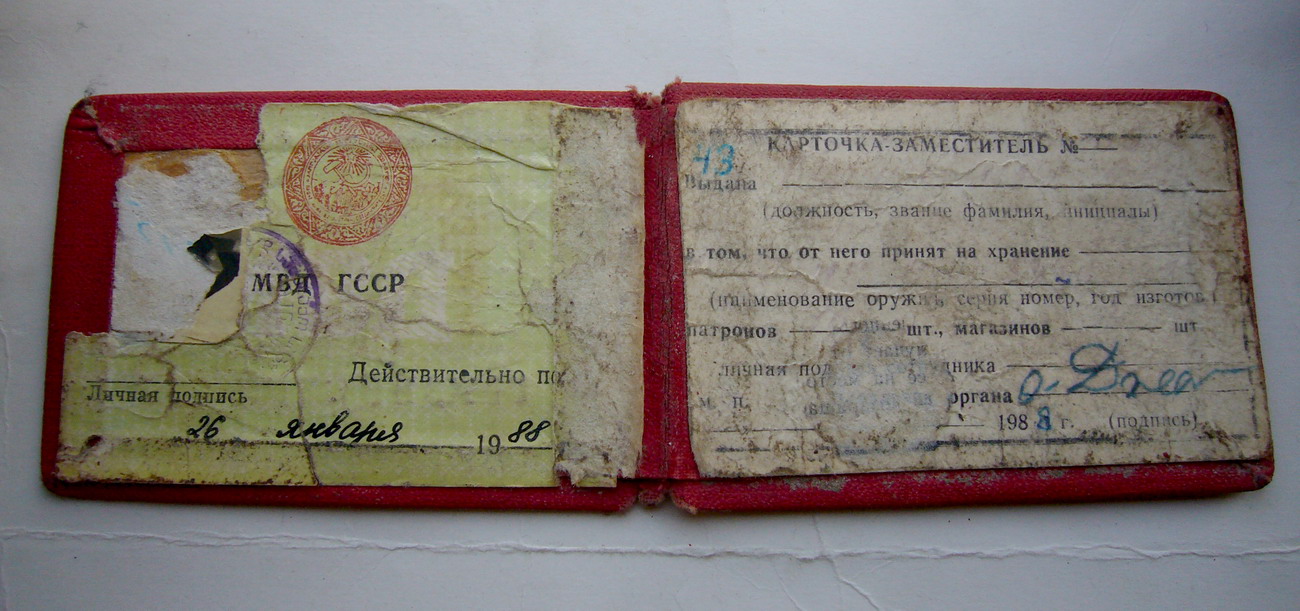 МВД ГССР
Действительно по
Личная подпись
26 января 1988
КАРТОЧКА-ЗАМЕСТИТЕЛЬ №
43
Выдана
(должность, звание фамилия, инициалы)
в том, что от него принят на хранение
(наименование оружия, серия номер, год изготов.)
патронов шт., магазинов шт
личная
м. п. органа
1988 г. (подпись)